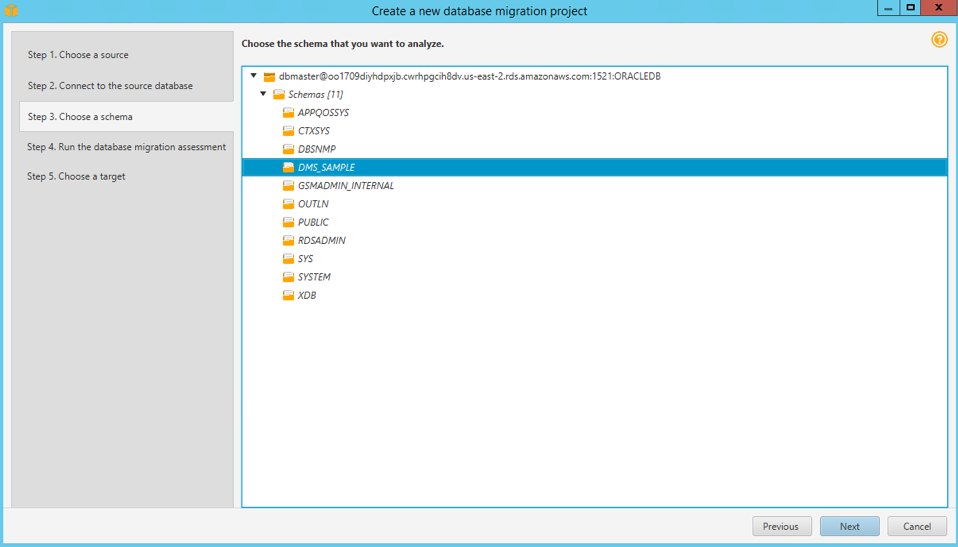 Create a new database migration project
Step 1. Choose a source
Step 2. Connect to the source database
Step 3. Choose a schema
Step 4. Run the database migration assessment
Step 5. Choose a target
Choose the schema that you want to analyze.
?
dbmaster@oo1709diyhdpxjb.cwrhpgcih8dv.us-east-2.rds.amazonaws.com:1521:ORACLEDB
Schemas [11]
APPQOSSYS
CTXSYS
DBSNMP
DMS_SAMPLE
GSMADMIN_INTERNAL
OUTLN
PUBLIC
RDSADMIN
SYS
SYSTEM
XDB
Previous
Next
Cancel